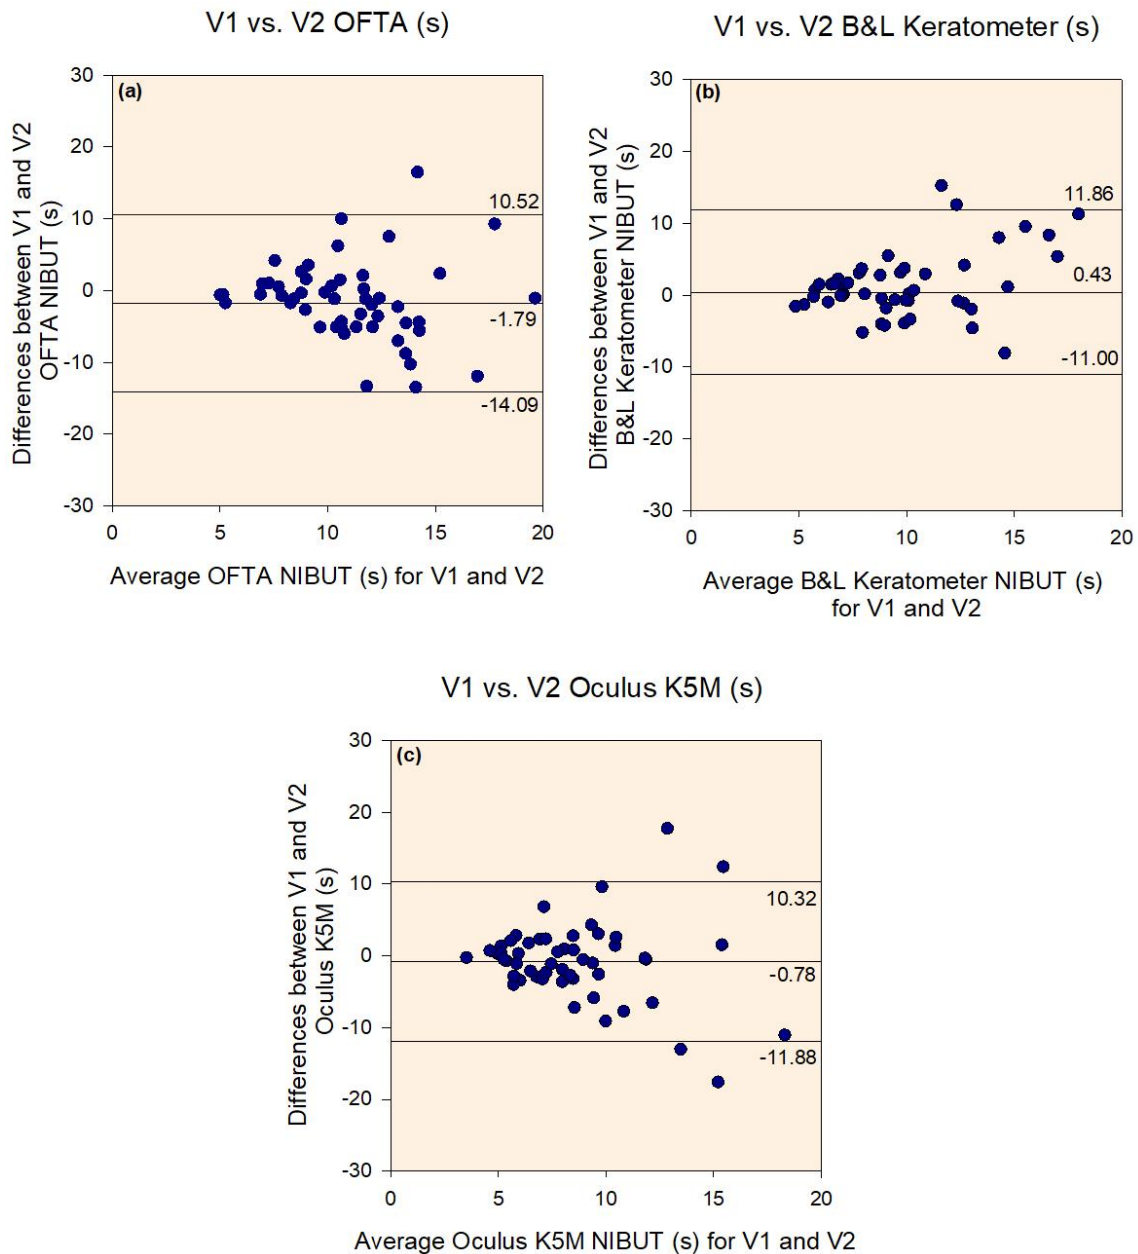 V1 vs. V2 OFTA (s)
(a)
Differences between V1 and V2
OFTA NIBUT (s)
30
20
10
0
-10
-20
-30
10.52
-1.79
-14.09
0 5 10 15 20
Average OFTA NIBUT (s) for V1 and V2
V1 vs. V2 B&L Keratometer (s)
(b)
Differences between V1 and V2
B&L Keratometer NIBUT (s)
30
20
10
0
-10
-20
-30
11.86
0.43
-11.00
0 5 10 15 20
Average B&L Keratometer NIBUT (s)
for V1 and V2
V1 vs. V2 Oculus K5M (s)
(c)
Differences between V1 and V2
Oculus K5M (s)
30
20
10
0
-10
-20
-30
10.32
-0.78
-11.88
0 5 10 15 20
Average Oculus K5M NIBUT (s) for V1 and V2